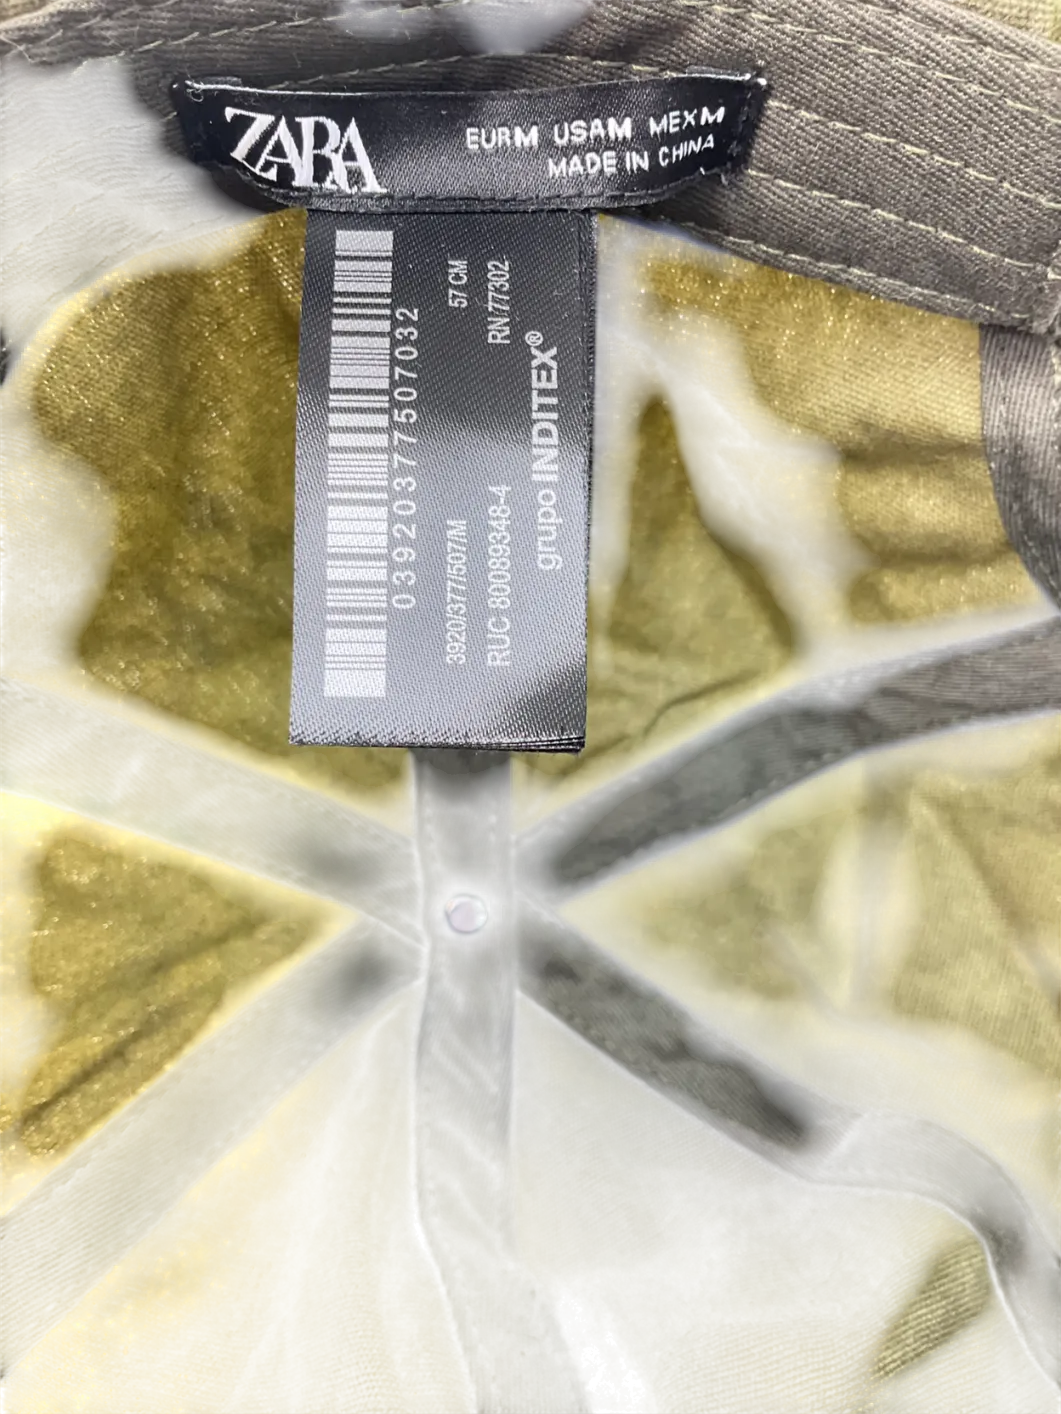 ZARA
EURM USAM MEXM
MADE IN CHINA
03920377507032
3920/377/507/M 57 CM
RUC 80089348-4 RN 77302
grupo INDITEX®